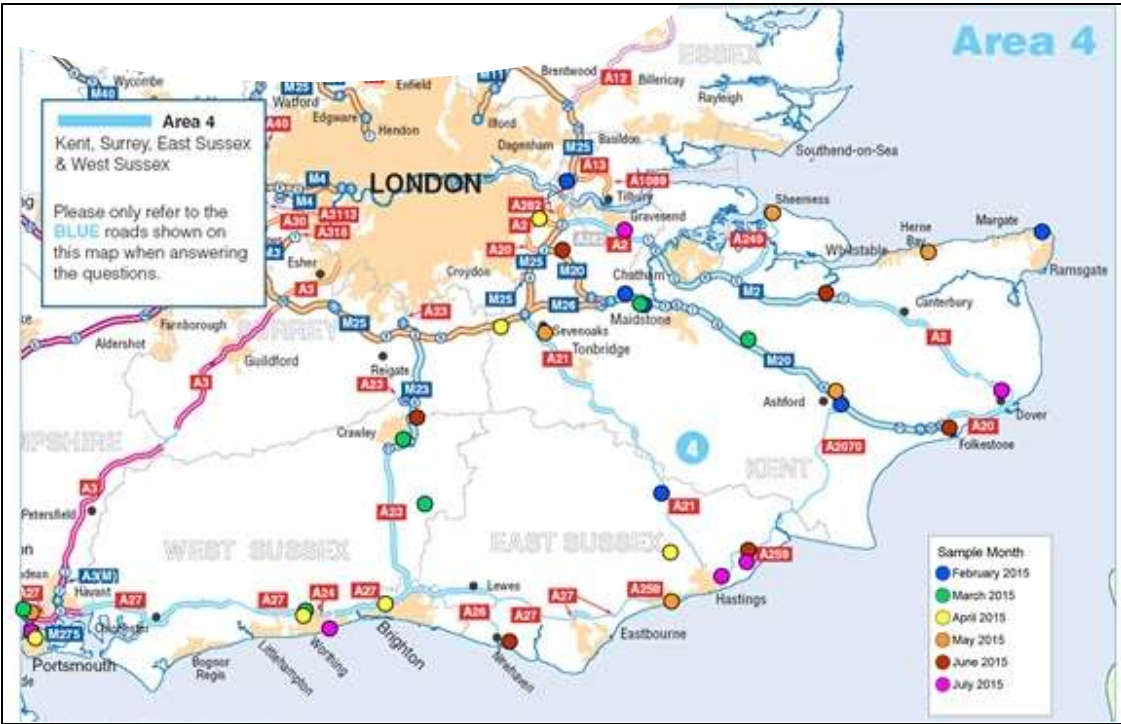 Area 4
ESSEX
Brentwood
A12
Billericay
Wycombe
M40
M25
Enfield
M11
Watford
Rayleigh
Area 4
Kent, Surrey, East Sussex
& West Sussex
Please only refer to the
BLUE roads shown on
this map when answering
the questions.
A40
Edgware
Hendon
Ilford
Dagenham
M25
Basildon
Southend-on-Sea
A13
M4
LONDON
A1089
M4
Tilbury
A30
A3113
A316
A282
A2
Gravesend
A2
Sheerness
A249
Herne
Bay
Margate
A3
Esher
A20
Whitstable
Ramsgate
Croydon
M25
M20
Chatham
M2
Canterbury
A3
M25
M26
A23
Maidstone
Farnborough
M25
Sevenoaks
SURREY
Tonbridge
A2
Aldershot
Guildford
Reigate
A21
M20
A3
A23
M23
Ashford
Dover
A20
Crawley
Folkestone
A2070
4
KENT
A3
A21
Petersfield
A23
WEST SUSSEX
EAST SUSSEX
A259
A3(M)
Lewes
Havant
A27
A27
A27
A24
A27
A259
Hastings
A27
A26
A27
M275
Chichester
Eastbourne
Portsmouth
Bognor
Regis
Littlehampton
Worthing
Brighton
Newhaven
Sample Month
February 2015
March 2015
April 2015
May 2015
June 2015
July 2015